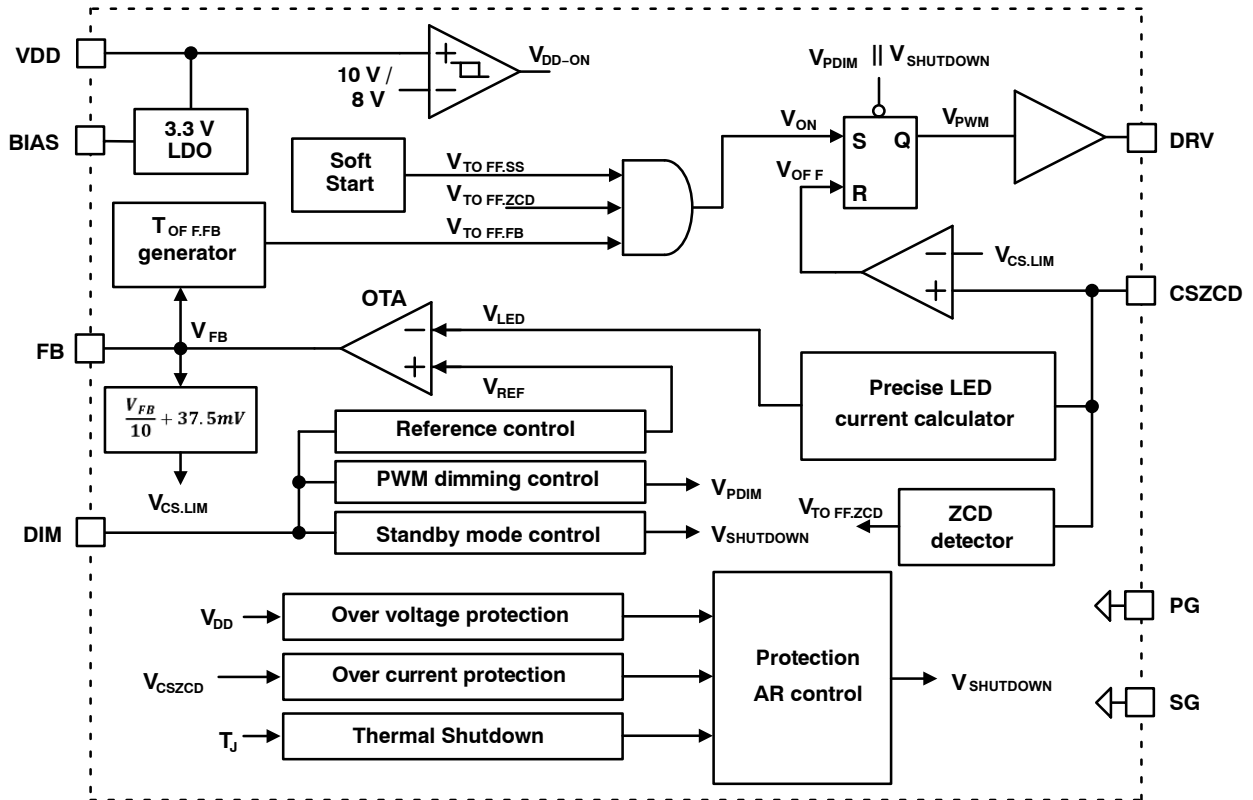 VDD
10 V /
8 V
+
−
VDD−ON
BIAS
3.3 V
LDO
Soft
Start
VTO FF.SS
VTO FF.ZCD
VTO FF.FB
TOF F.FB
generator
VPDIM || VSHUTDOWN
VON
S
Q
R
VOF F
VPWM
DRV
−
+
VCS.LIM
CSZCD
OTA
−
+
VLED
VREF
FB
VFB
VFB/10 + 37.5mV
VCS.LIM
Precise LED
current calculator
Reference control
PWM dimming control
VPDIM
DIM
Standby mode control
VSHUTDOWN
VTO FF.ZCD
ZCD
detector
VDD
Over voltage protection
VCSZCD
Over current protection
TJ
Thermal Shutdown
Protection
AR control
VSHUTDOWN
PG
SG